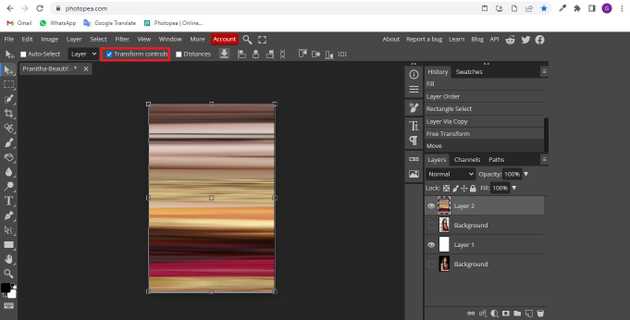 photopea.com
G
Gmail
WhatsApp
Google Translate
Photopea | Online...
File Edit Image Layer Select Filter View Window More Account
About Report a bug Learn Blog API
Auto-Select Layer Transform controls Distances
Pranitha-Beautif *
History Swatches
Fill
Layer Order
Rectangle Select
Layer Via Copy
Free Transform
Move
Layers Channels Paths
Normal Opacity: 100%
Lock: Fill: 100%
Layer 2
Background
Layer 1
Background